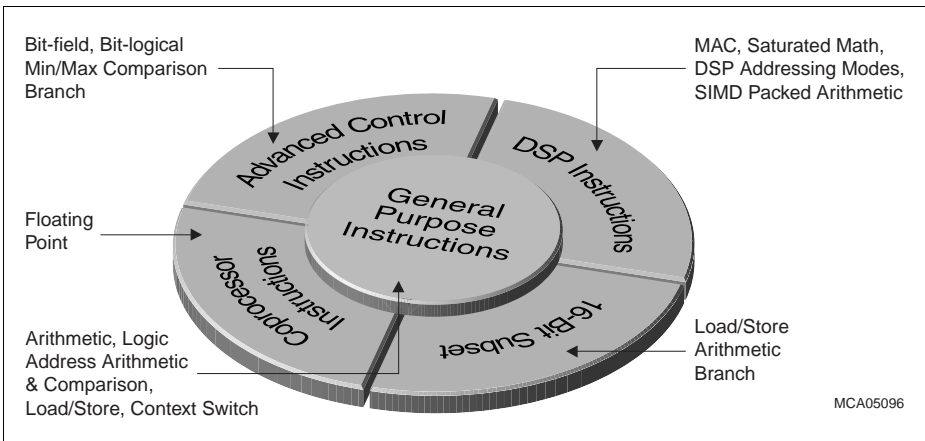 Bit-field, Bit-logical
Min/Max Comparison
Branch
MAC, Saturated Math,
DSP Addressing Modes,
SIMD Packed Arithmetic
Advanced Control
Instructions
DSP Instructions
General
Purpose
Instructions
Floating
Point
Coprocessor
Instructions
16-Bit Subset
Arithmetic, Logic
Address Arithmetic
& Comparison,
Load/Store, Context Switch
Load/Store
Arithmetic
Branch
MCA05096